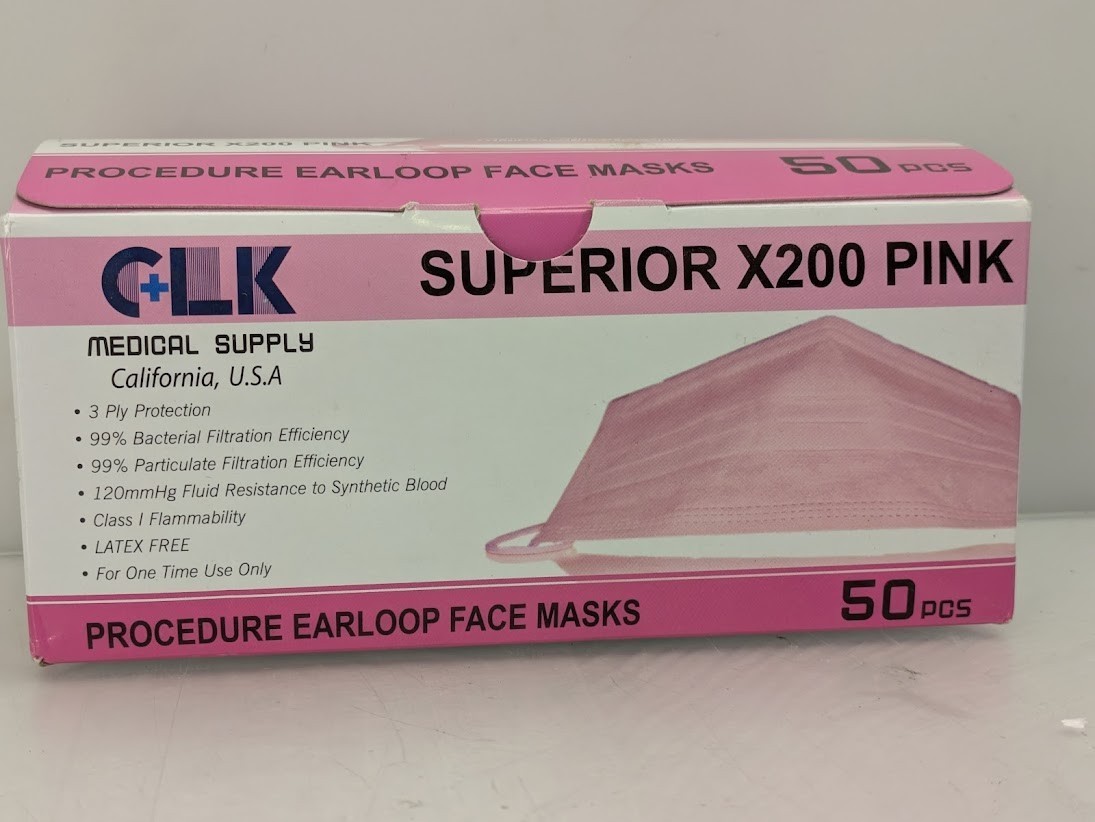 SUPERIOR X200 PINK
PROCEDURE EARLOOP FACE MASKS 50 PCS
C+LK SUPERIOR X200 PINK
MEDICAL SUPPLY
California, U.S.A
• 3 Ply Protection
• 99% Bacterial Filtration Efficiency
• 99% Particulate Filtration Efficiency
• 120mmHg Fluid Resistance to Synthetic Blood
• Class I Flammability
• LATEX FREE
• For One Time Use Only
PROCEDURE EARLOOP FACE MASKS 50 PCS